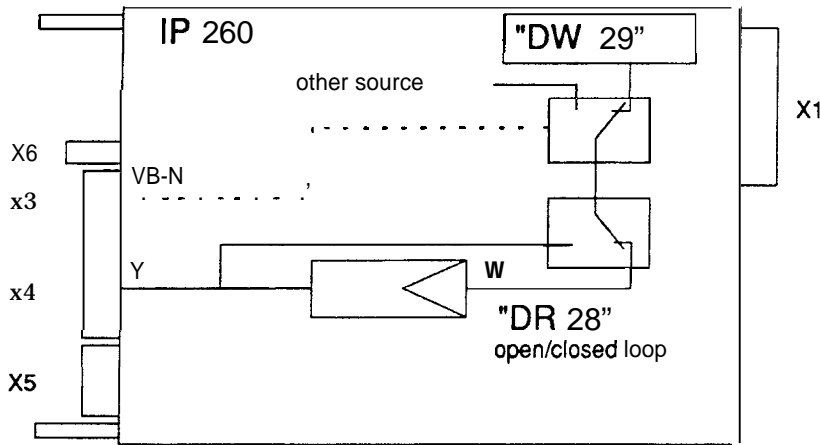 IP 260
"DW 29”
other source
X1
X6
VB-N
x3
Y
W
x4
"DR 28”
open/closed loop
X5